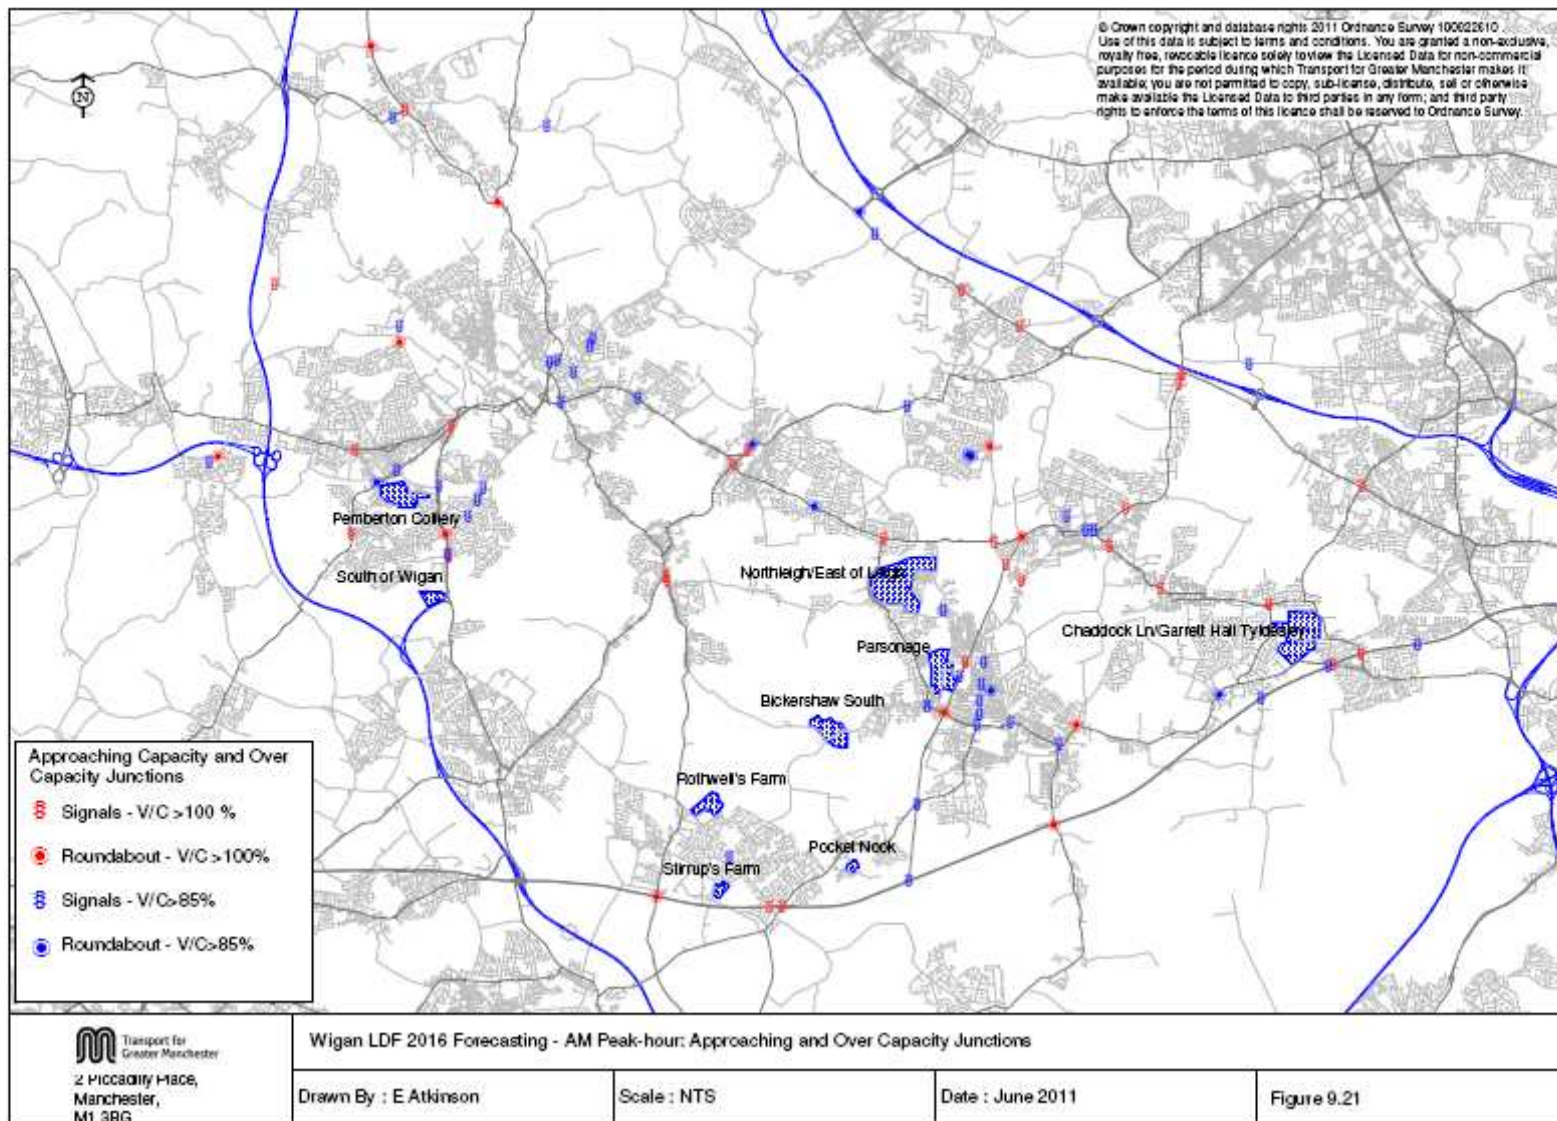 © Crown copyright and database rights 2011 Ordnance Survey 100022610 .
Use of this data is subject to terms and conditions. You are granted a non-exclusive,
royalty free, revocable licence solely to view the Licensed Data for non-commercial
purposes for the period during which Transport for Greater Manchester makes it
available; you are not permitted to copy, sub-license, distribute, sell or otherwise
make available the Licensed Data to third parties in any form; and third party
rights to enforce the terms of this licence shall be reserved to Ordnance Survey.
N
Pemberton Colliery
South of Wigan
Northleigh/East of Leigh
Chaddock Ln/Garrett Hall Tyldesley
Parsonage
Bickershaw South
Rothwell's Farm
Pocket Nook
Stirrup's Farm
Approaching Capacity and Over
Capacity Junctions
Signals - V/C >100 %
Roundabout - V/C >100%
Signals - V/C>85%
Roundabout - V/C>85%
Transport for
Greater Manchester
2 Piccadilly Place,
Manchester,
M1 3BG
Wigan LDF 2016 Forecasting - AM Peak-hour: Approaching and Over Capacity Junctions
Drawn By : E Atkinson
Scale : NTS
Date : June 2011
Figure 9.21